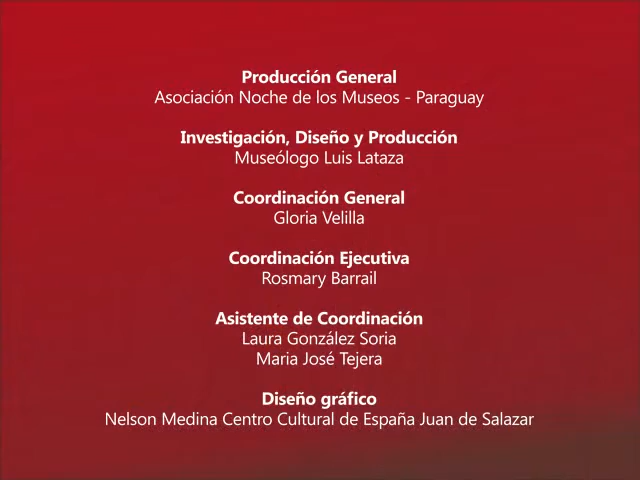 Producción General
Asociación Noche de los Museos - Paraguay
Investigación, Diseño y Producción
Museólogo Luis Lataza
Coordinación General
Gloria Velilla
Coordinación Ejecutiva
Rosmary Barrail
Asistente de Coordinación
Laura González Soria
Maria José Tejera
Diseño gráfico
Nelson Medina Centro Cultural de España Juan de Salazar